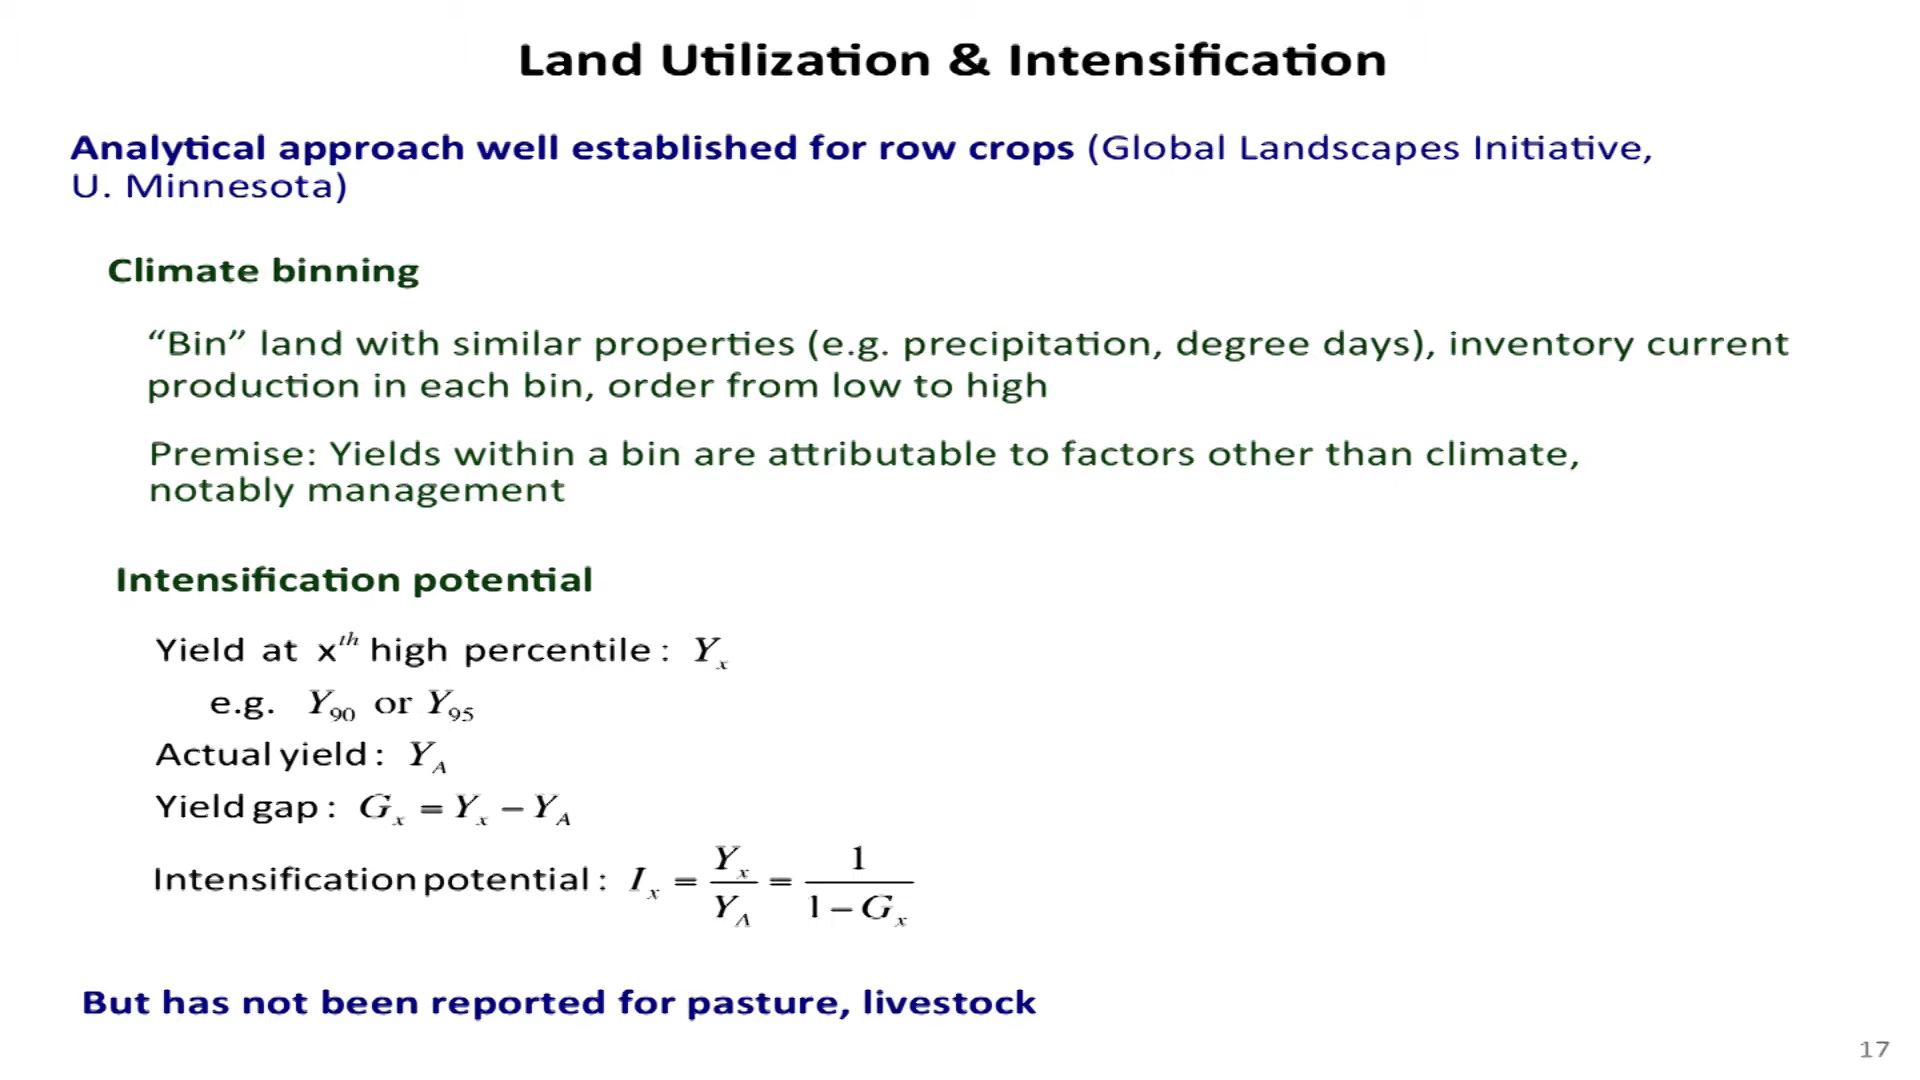 Land Utilization & Intensification
Analytical approach well established for row crops (Global Landscapes Initiative,
U. Minnesota)
Climate binning
“Bin” land with similar properties (e.g. precipitation, degree days), inventory current
production in each bin, order from low to high
Premise: Yields within a bin are attributable to factors other than climate,
notably management
Intensification potential
Yield at x^th high percentile : Y_x
e.g. Y_90 or Y_95
Actual yield : Y_A
Yield gap : G_x = Y_x − Y_A
Intensification potential : I_x = Y_x / Y_A = 1 / (1 − G_x)
But has not been reported for pasture, livestock
17